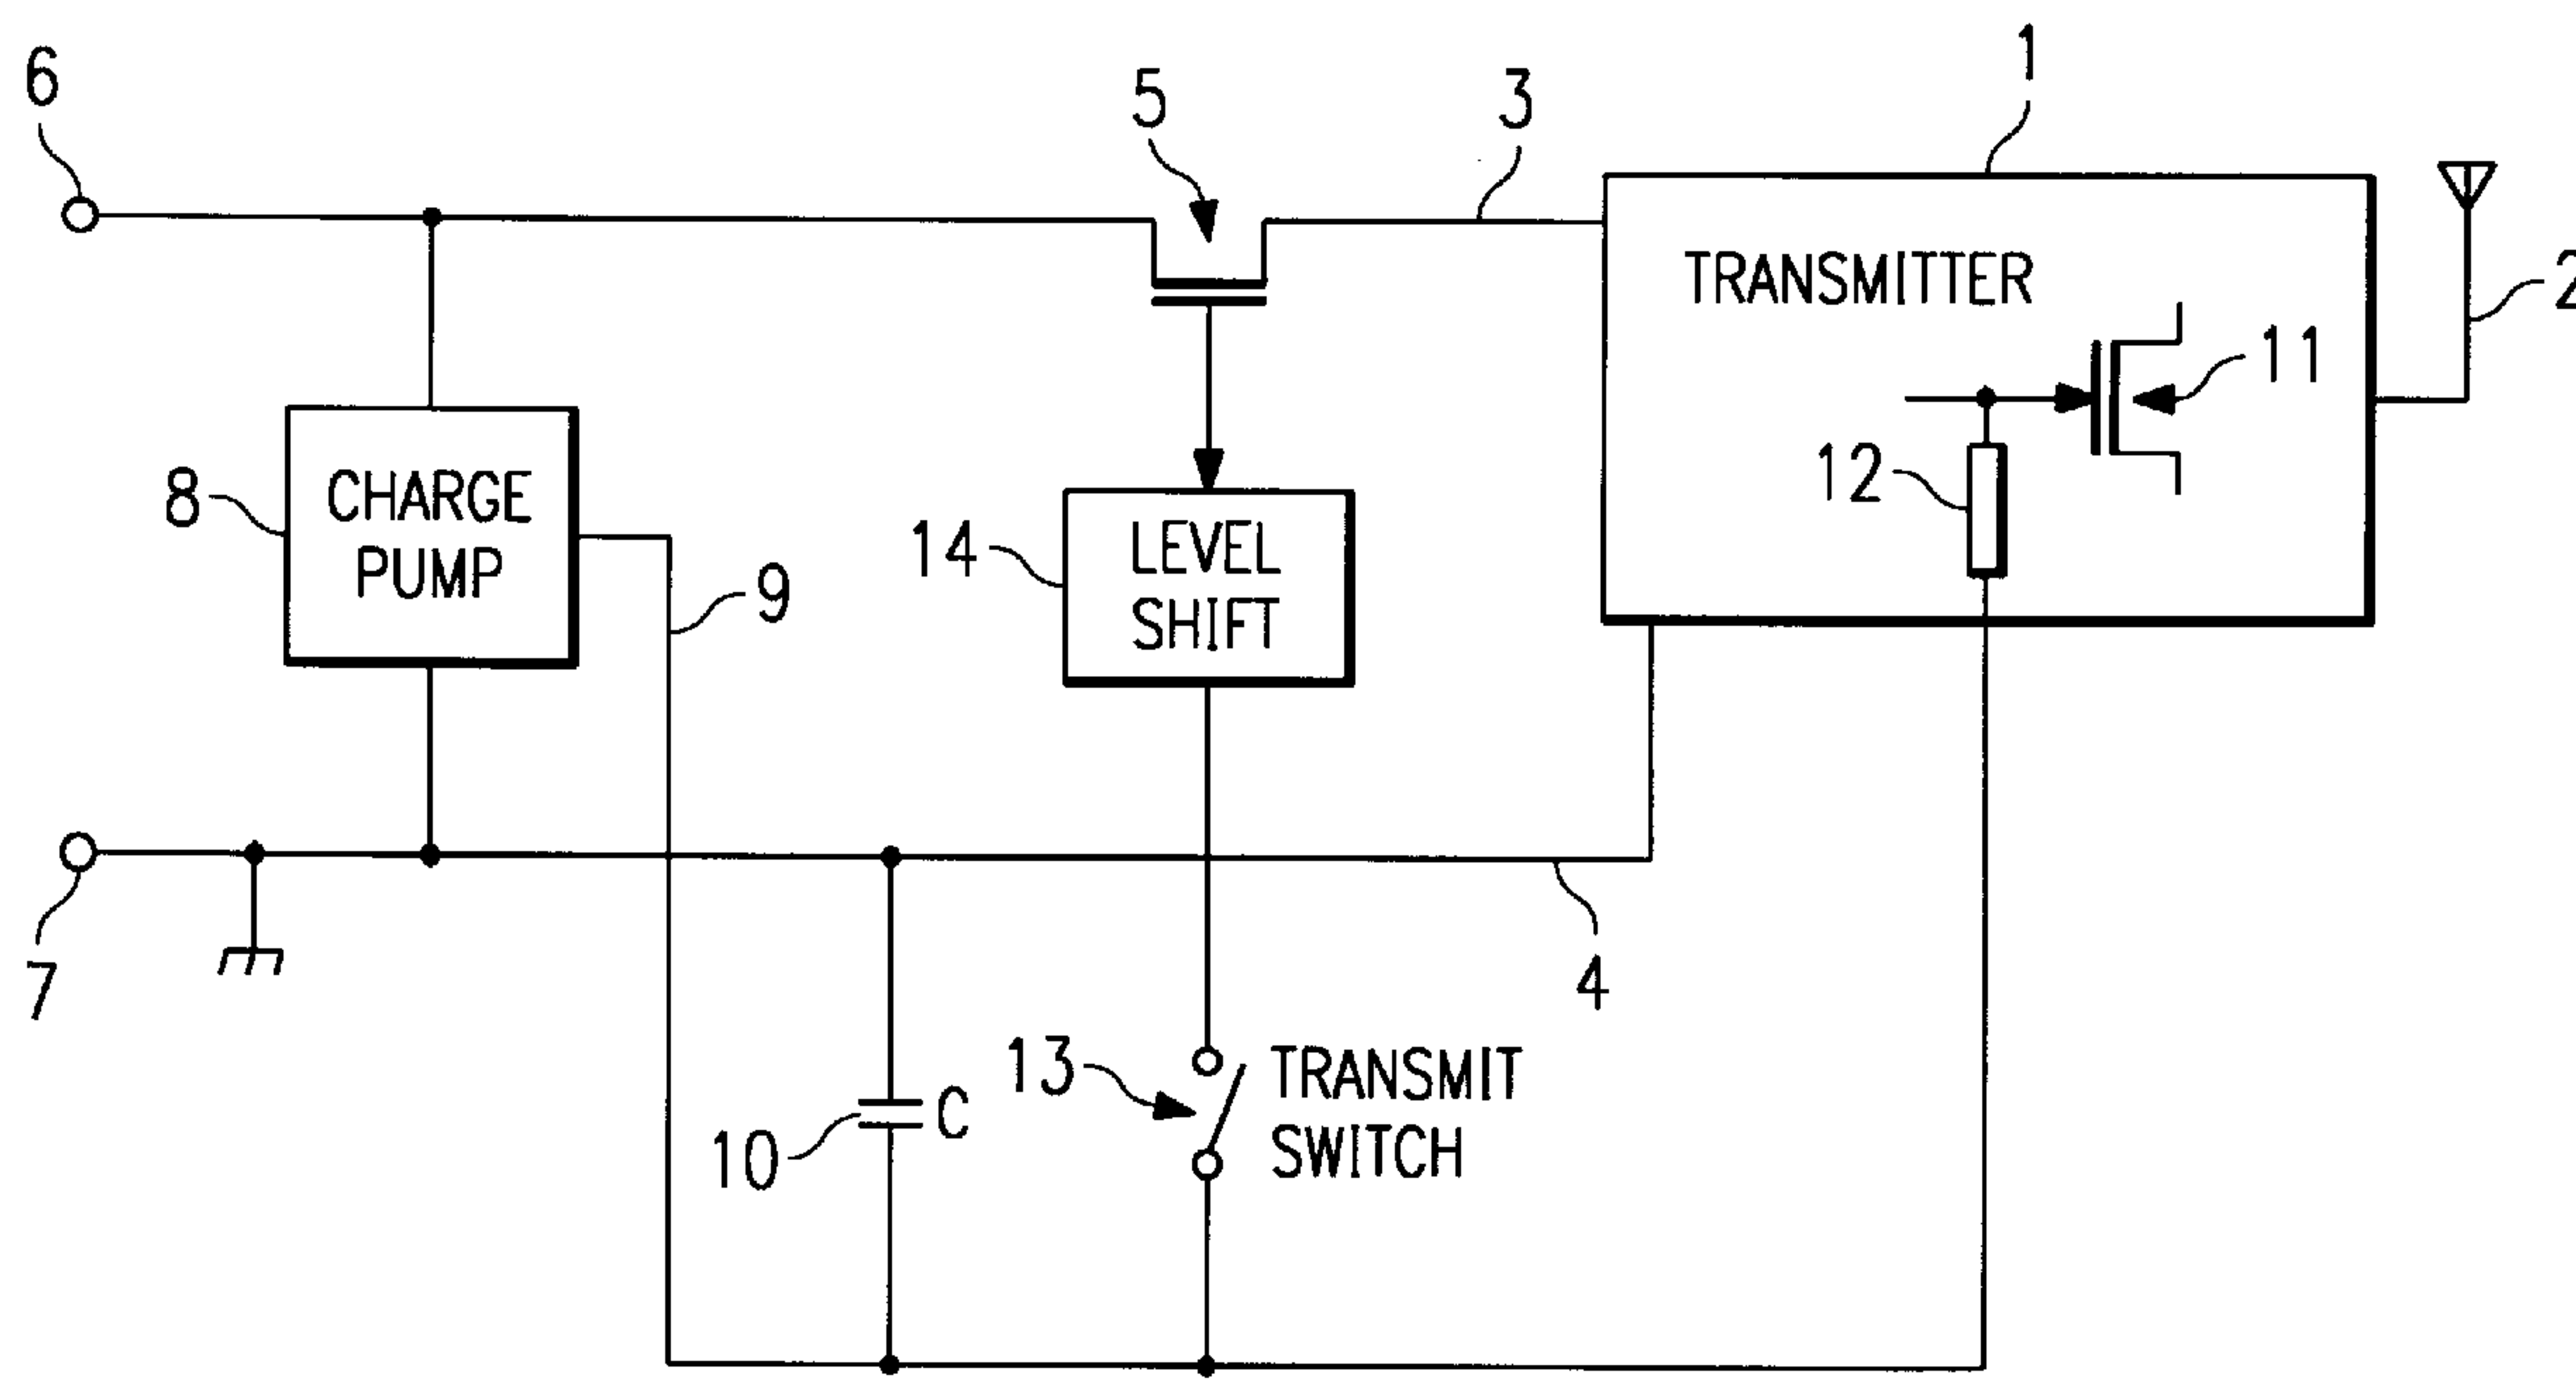 6
5
3
1
2
TRANSMITTER
11
12
8
CHARGE
PUMP
9
14
LEVEL
SHIFT
7
4
10
C
13
TRANSMIT
SWITCH